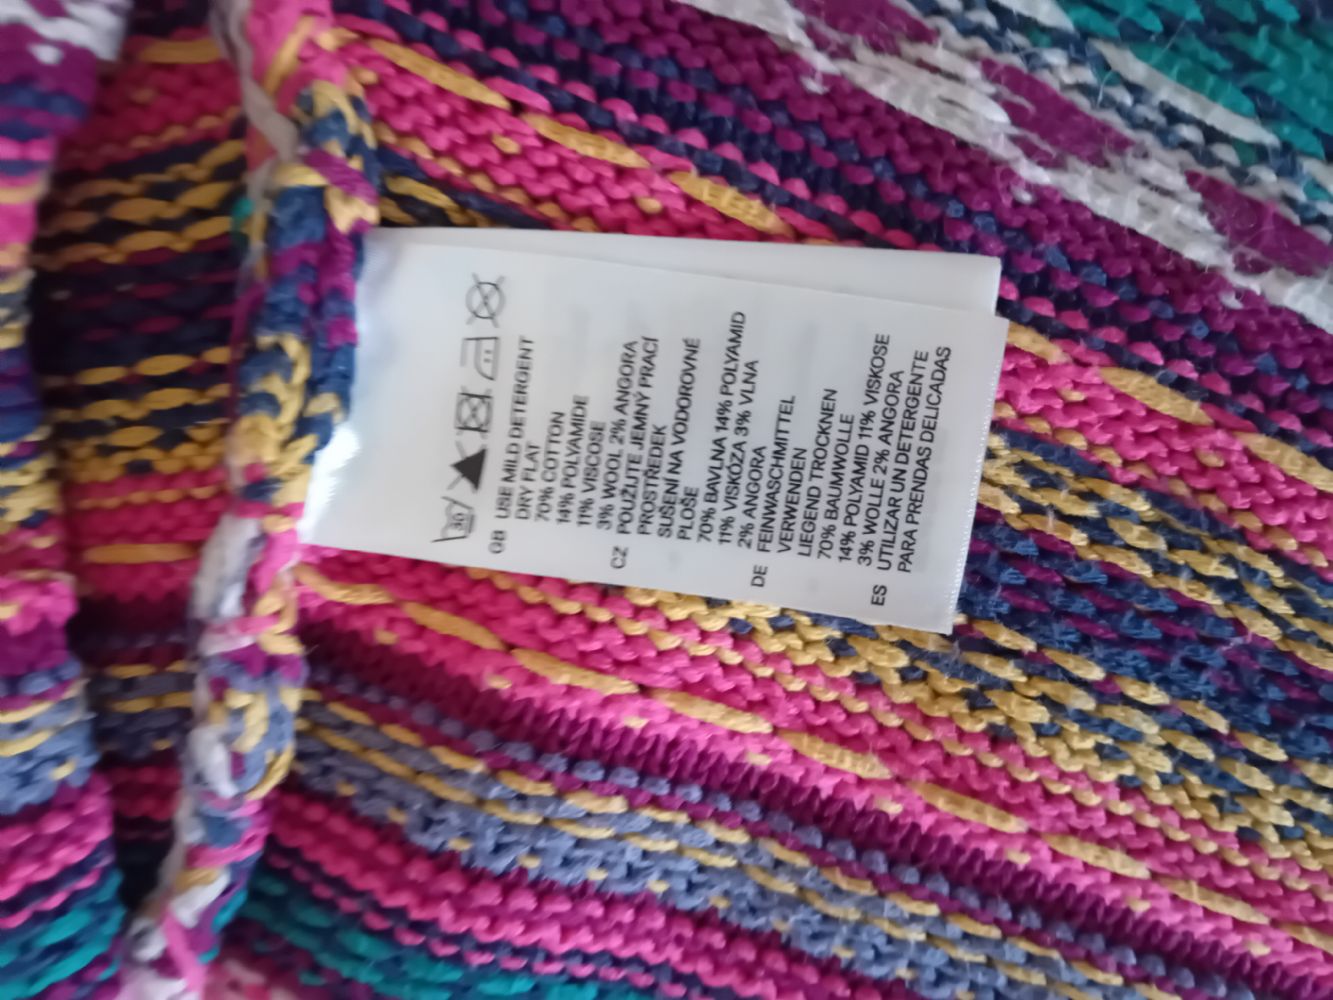 30
GB USE MILD DETERGENT
DRY FLAT
70% COTTON
14% POLYAMIDE
11% VISCOSE
3% WOOL 2% ANGORA
CZ POUŽIJTE JEMNÝ PRACÍ
PROSTŘEDEK
SUŠENÍ NA VODOROVNÉ
PLOŠE
70% BAVLNA 14% POLYAMID
11% VISKÓZA 3% VLNA
2% ANGORA
DE FEINWASCHMITTEL
VERWENDEN
LIEGEND TROCKNEN
70% BAUMWOLLE
14% POLYAMID 11% VISKOSE
3% WOLLE 2% ANGORA
ES UTILIZAR UN DETERGENTE
PARA PRENDAS DELICADAS